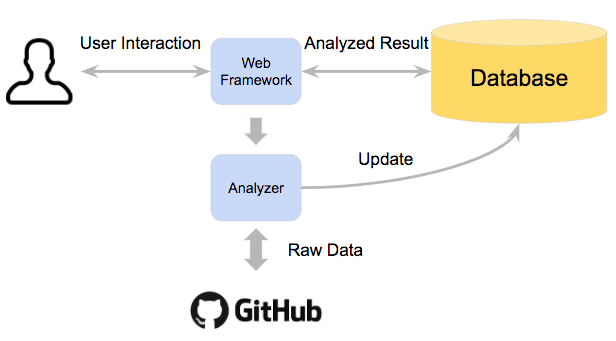 User Interaction
Analyzed Result
Web
Framework
Database
Update
Analyzer
Raw Data
GitHub